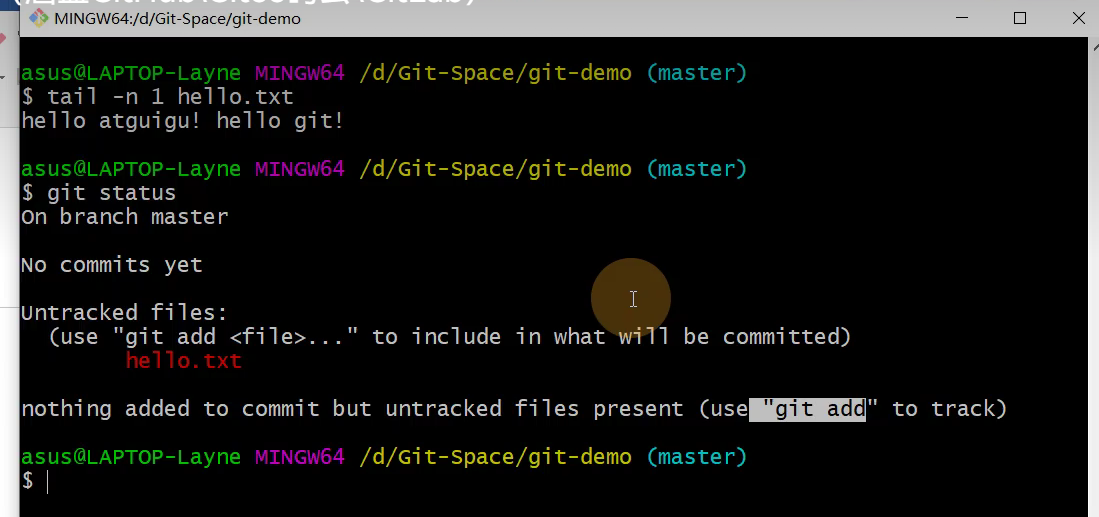 MINGW64:/d/Git-Space/git-demo
asus@LAPTOP-Layne MINGW64 /d/Git-Space/git-demo (master)
$ tail -n 1 hello.txt
hello atguigu! hello git!
asus@LAPTOP-Layne MINGW64 /d/Git-Space/git-demo (master)
$ git status
On branch master
No commits yet
Untracked files:
(use "git add <file>..." to include in what will be committed)
hello.txt
nothing added to commit but untracked files present (use "git add" to track)
asus@LAPTOP-Layne MINGW64 /d/Git-Space/git-demo (master)
$